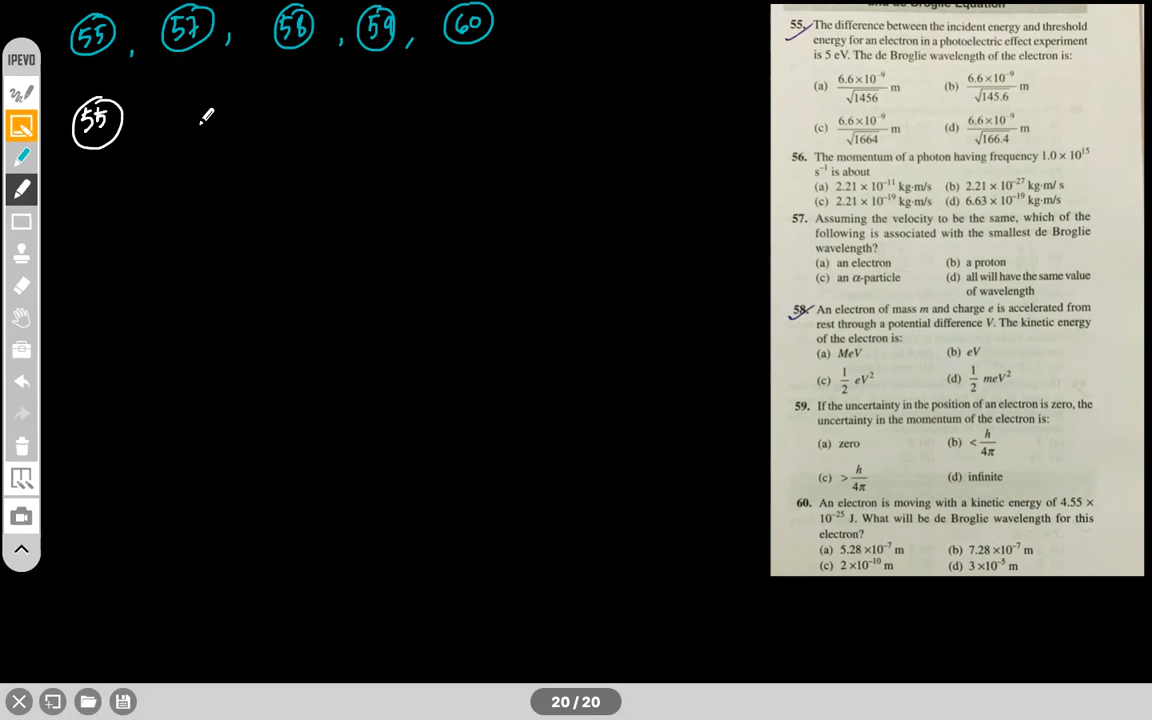 55, 57, 58, 59, 60
IPEVO
55
55. The difference between the incident energy and threshold
energy for an electron in a photoelectric effect experiment
is 5 eV. The de Broglie wavelength of the electron is:
(a) 6.6×10⁻⁹/√1456 m (b) 6.6×10⁻⁹/√145.6 m
(c) 6.6×10⁻⁹/√1664 m (d) 6.6×10⁻⁹/√166.4 m
56. The momentum of a photon having frequency 1.0 × 10¹⁵
s⁻¹ is about
(a) 2.21 × 10⁻¹¹ kg·m/s (b) 2.21 × 10⁻²⁷ kg·m/ s
(c) 2.21 × 10⁻¹⁹ kg·m/s (d) 6.63 × 10⁻¹⁹ kg·m/s
57. Assuming the velocity to be the same, which of the
following is associated with the smallest de Broglie
wavelength?
(a) an electron (b) a proton
(c) an α-particle (d) all will have the same value
of wavelength
58. An electron of mass m and charge e is accelerated from
rest through a potential difference V. The kinetic energy
of the electron is:
(a) MeV (b) eV
(c) 1/2 eV² (d) 1/2 meV²
59. If the uncertainty in the position of an electron is zero, the
uncertainty in the momentum of the electron is:
(a) zero (b) < h/4π
(c) > h/4π (d) infinite
60. An electron is moving with a kinetic energy of 4.55 ×
10⁻²⁵ J. What will be de Broglie wavelength for this
electron?
(a) 5.28 ×10⁻⁷ m (b) 7.28 ×10⁻⁷ m
(c) 2 ×10⁻¹⁰ m (d) 3 ×10⁻⁵ m
20 / 20